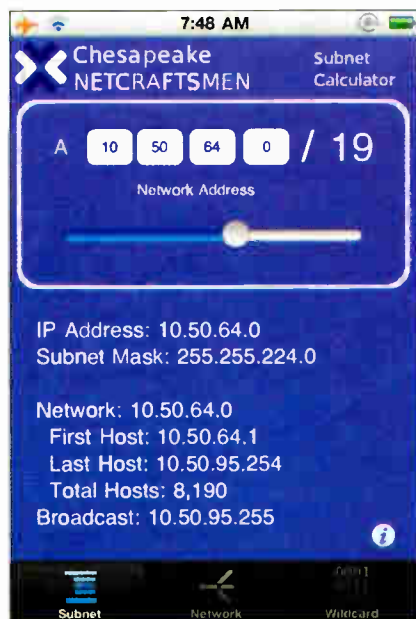 7:48 AM
Chesapeake
NETCRAFTSMEN
Subnet
Calculator
A 10 50 64 0 / 19
Network Address
IP Address: 10.50.64.0
Subnet Mask: 255.255.224.0
Network: 10.50.64.0
First Host: 10.50.64.1
Last Host: 10.50.95.254
Total Hosts: 8,190
Broadcast: 10.50.95.255
i
Subnet
Network
Wildcard